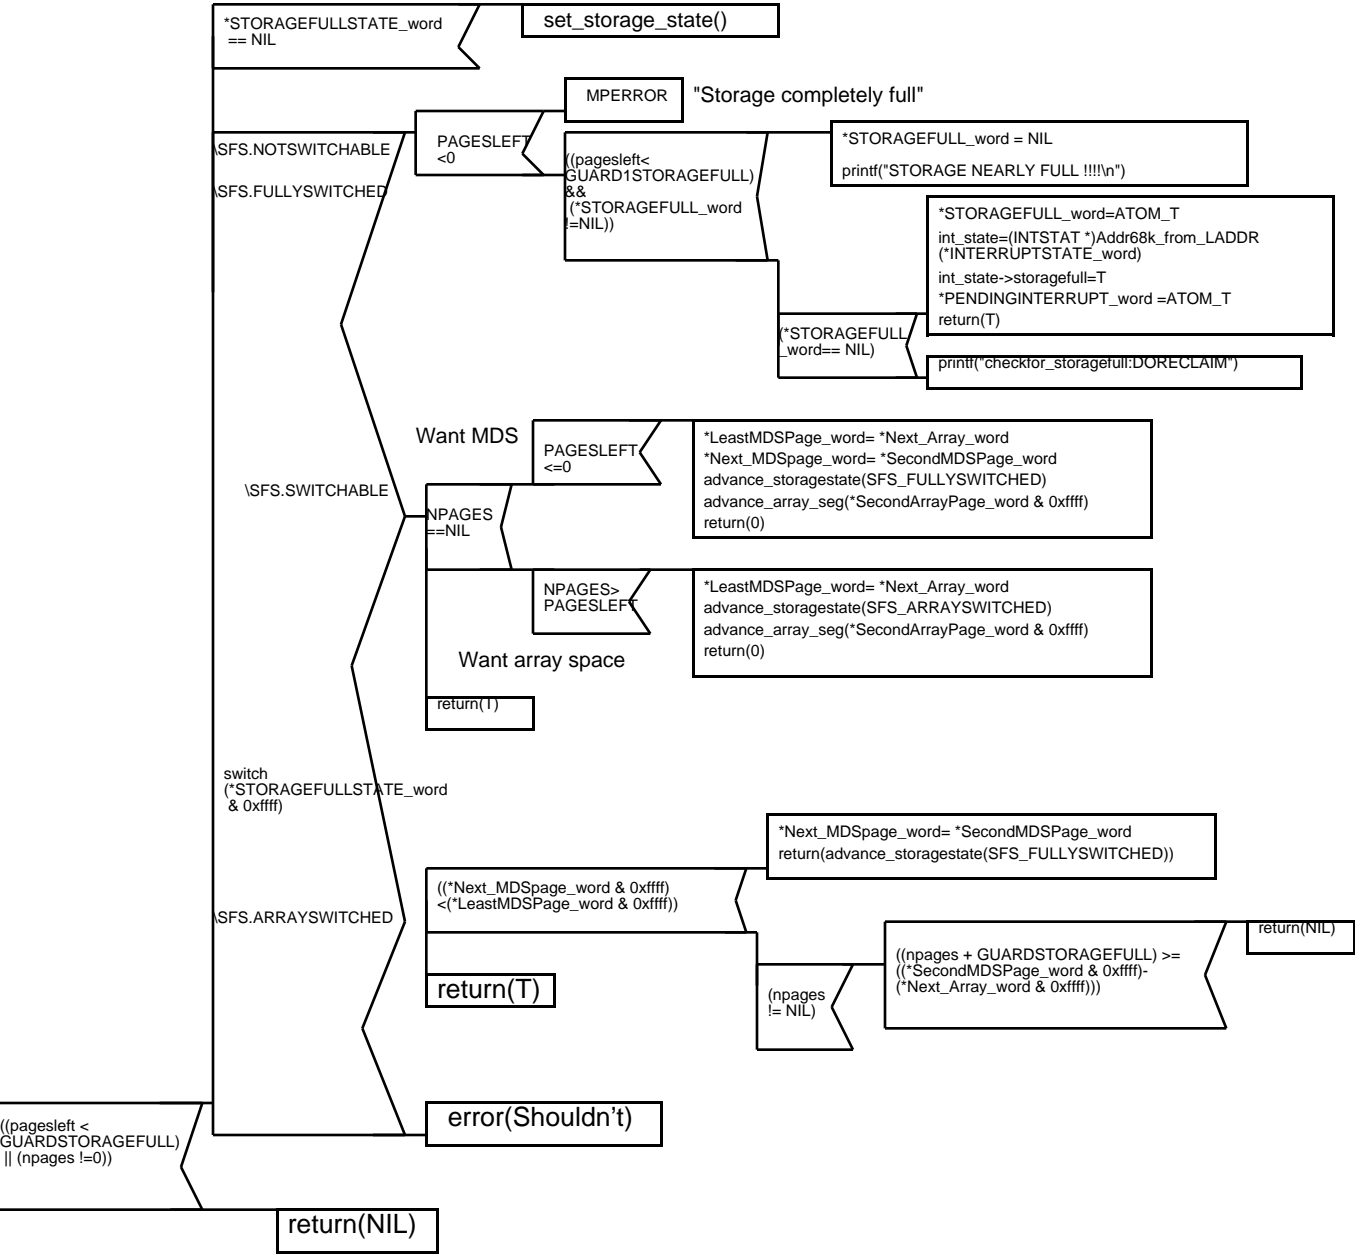 *STORAGEFULLSTATE_word
== NIL
set_storage_state()
MPERROR
"Storage completely full"
\SFS.NOTSWITCHABLE
\SFS.FULLYSWITCHED
PAGESLEFT
<0
((pagesleft<
GUARD1STORAGEFULL)
&&
(*STORAGEFULL_word
!=NIL))
*STORAGEFULL_word = NIL
printf("STORAGE NEARLY FULL !!!!\n")
*STORAGEFULL_word=ATOM_T
int_state=(INTSTAT *)Addr68k_from_LADDR
(*INTERRUPTSTATE_word)
int_state->storagefull=T
*PENDINGINTERRUPT_word =ATOM_T
return(T)
(*STORAGEFULL
_word== NIL)
printf("checkfor_storagefull:DORECLAIM")
Want MDS
PAGESLEFT
<=0
*LeastMDSPage_word= *Next_Array_word
*Next_MDSpage_word= *SecondMDSPage_word
advance_storagestate(SFS_FULLYSWITCHED)
advance_array_seg(*SecondArrayPage_word & 0xffff)
return(0)
\SFS.SWITCHABLE
NPAGES
==NIL
NPAGES>
PAGESLEFT
*LeastMDSPage_word= *Next_Array_word
advance_storagestate(SFS_ARRAYSWITCHED)
advance_array_seg(*SecondArrayPage_word & 0xffff)
return(0)
Want array space
return(T)
switch
(*STORAGEFULLSTATE_word
& 0xffff)
*Next_MDSpage_word= *SecondMDSPage_word
return(advance_storagestate(SFS_FULLYSWITCHED))
((*Next_MDSpage_word & 0xffff)
<(*LeastMDSPage_word & 0xffff))
\SFS.ARRAYSWITCHED
return(NIL)
((npages + GUARDSTORAGEFULL) >=
((*SecondMDSPage_word & 0xffff)-
(*Next_Array_word & 0xffff)))
(npages
!= NIL)
return(T)
error(Shouldn't)
((pagesleft <
GUARDSTORAGEFULL)
|| (npages !=0))
return(NIL)